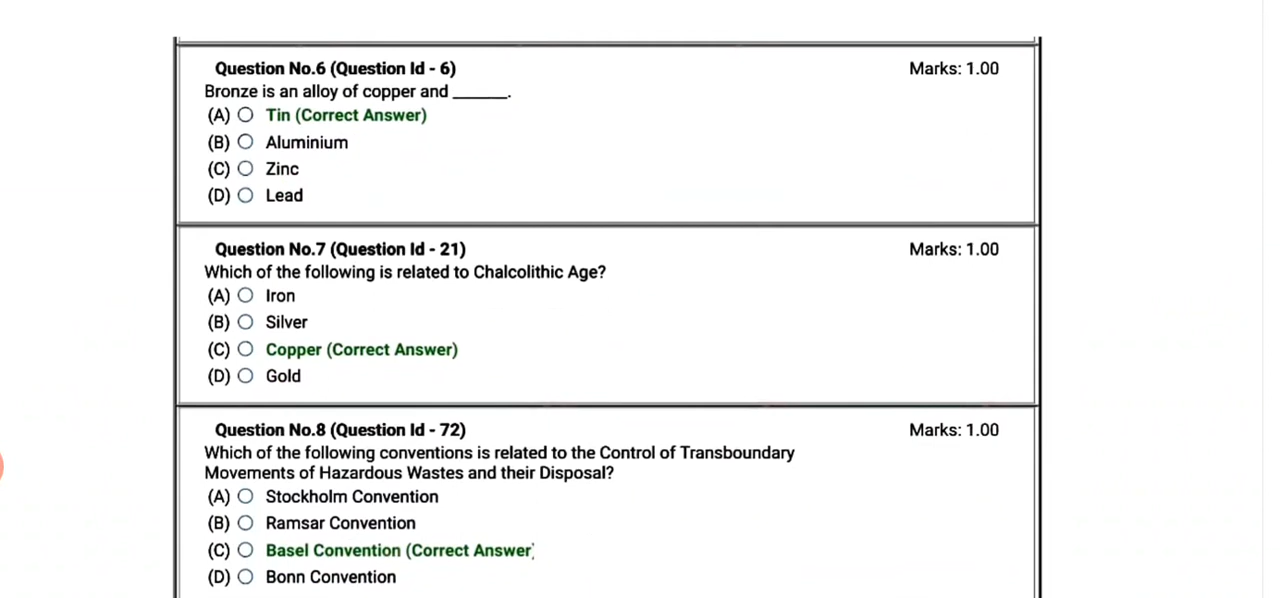 Question No.6 (Question Id - 6) Marks: 1.00
Bronze is an alloy of copper and ______.
(A) Tin (Correct Answer)
(B) Aluminium
(C) Zinc
(D) Lead
Question No.7 (Question Id - 21) Marks: 1.00
Which of the following is related to Chalcolithic Age?
(A) Iron
(B) Silver
(C) Copper (Correct Answer)
(D) Gold
Question No.8 (Question Id - 72) Marks: 1.00
Which of the following conventions is related to the Control of Transboundary
Movements of Hazardous Wastes and their Disposal?
(A) Stockholm Convention
(B) Ramsar Convention
(C) Basel Convention (Correct Answer)
(D) Bonn Convention